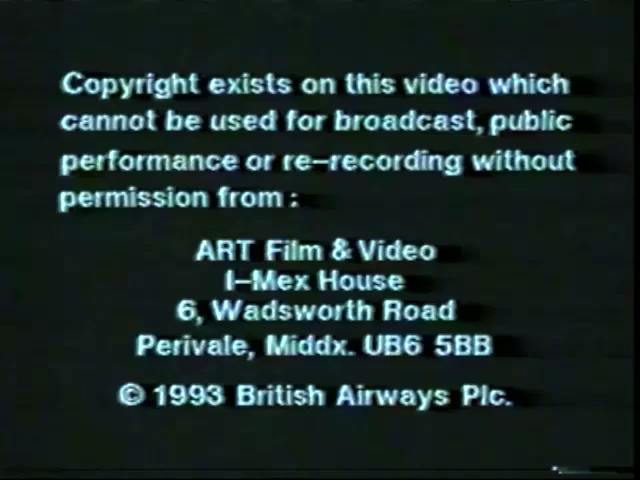 Copyright exists on this video which
cannot be used for broadcast, public
performance or re-recording without
permission from :
ART Film & Video
I-Mex House
6, Wadsworth Road
Perivale, Middx. UB6 5BB
© 1993 British Airways Plc.